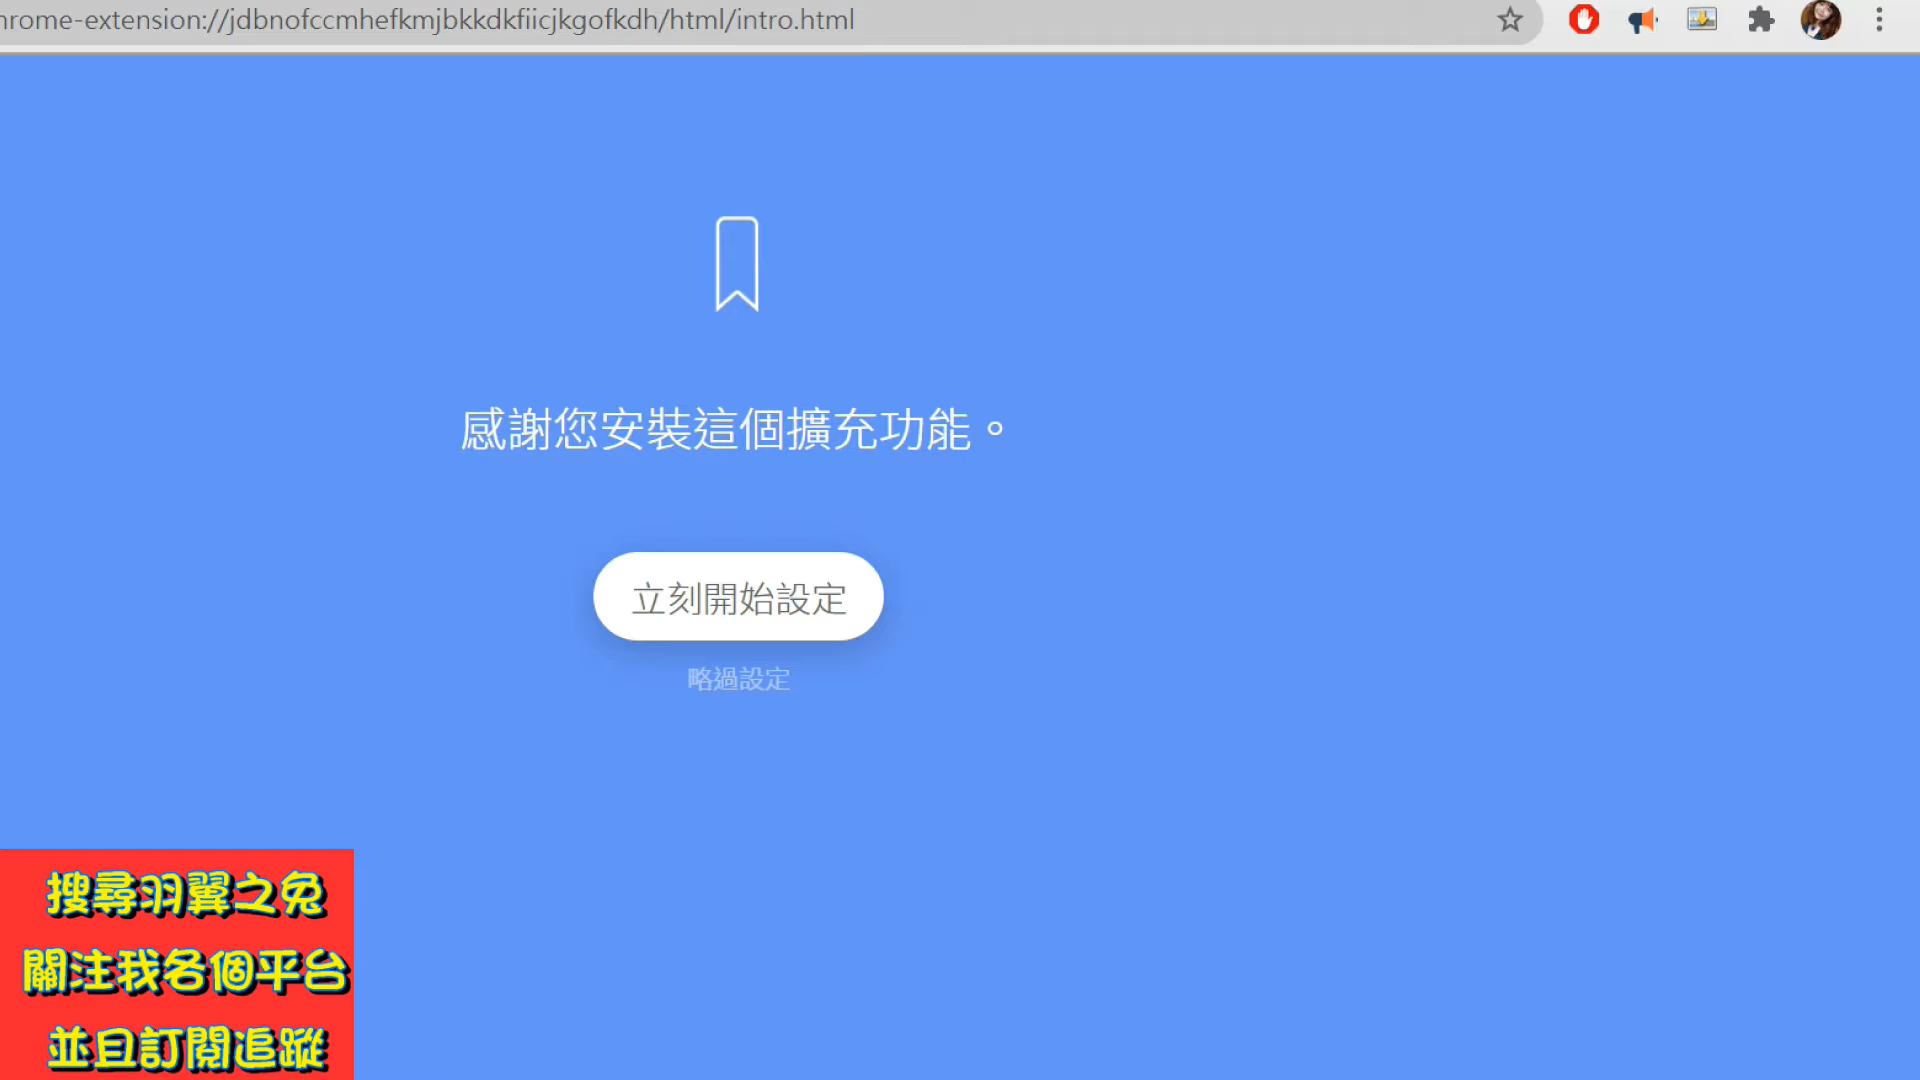 hrome-extension://jdbnofccmhefkmjbkkdkfiicjkgofkdh/html/intro.html
感謝您安裝這個擴充功能。
立刻開始設定
略過設定
搜尋羽翼之兔
關注我各個平台
並且訂閱追蹤